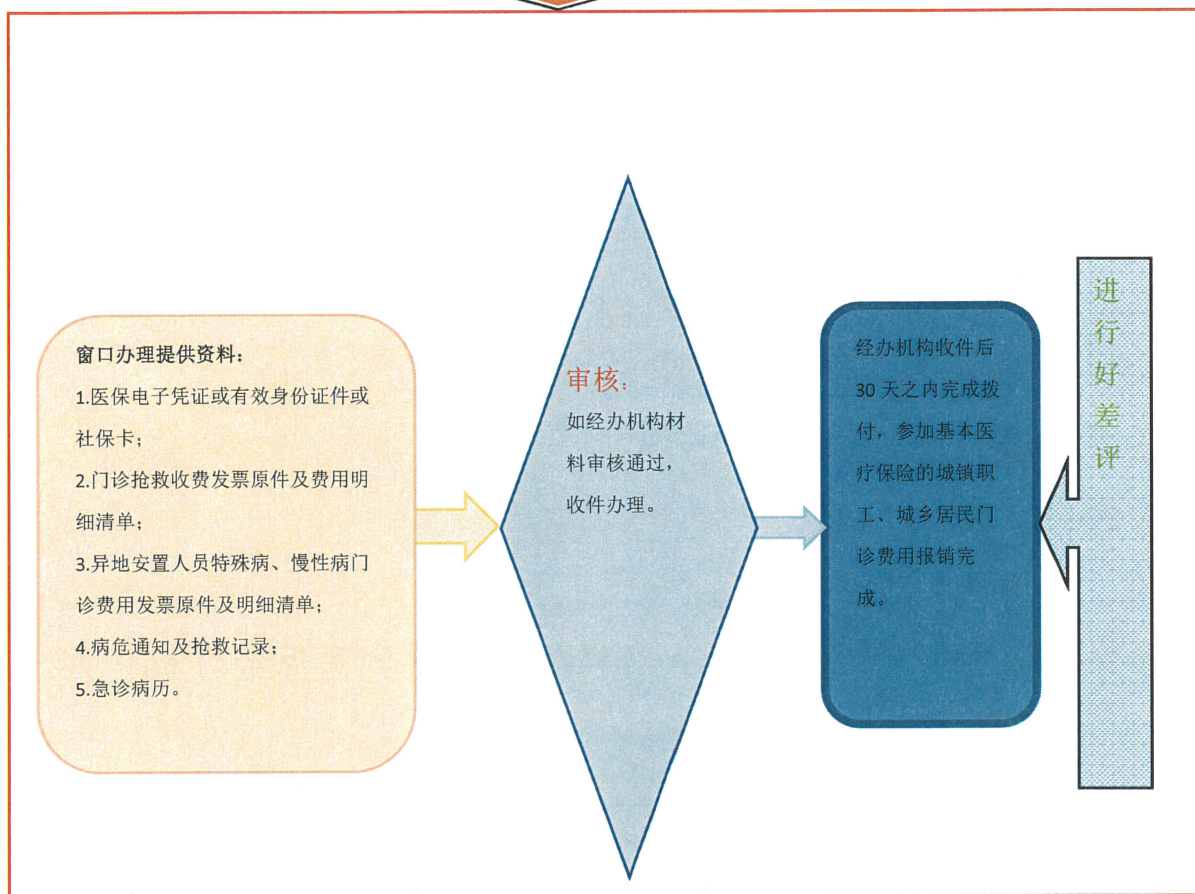 窗口办理提供资料：
1.医保电子凭证或有效身份证件或
社保卡；
2.门诊抢救收费发票原件及费用明
细清单；
3.异地安置人员特殊病、慢性病门
诊费用发票原件及明细清单；
4.病危通知及抢救记录；
5.急诊病历。
审核：
如经办机构材
料审核通过，
收件办理。
经办机构收件后
30 天之内完成拨
付，参加基本医
疗保险的城镇职
工、城乡居民门
诊费用报销完
成。
进行好差评